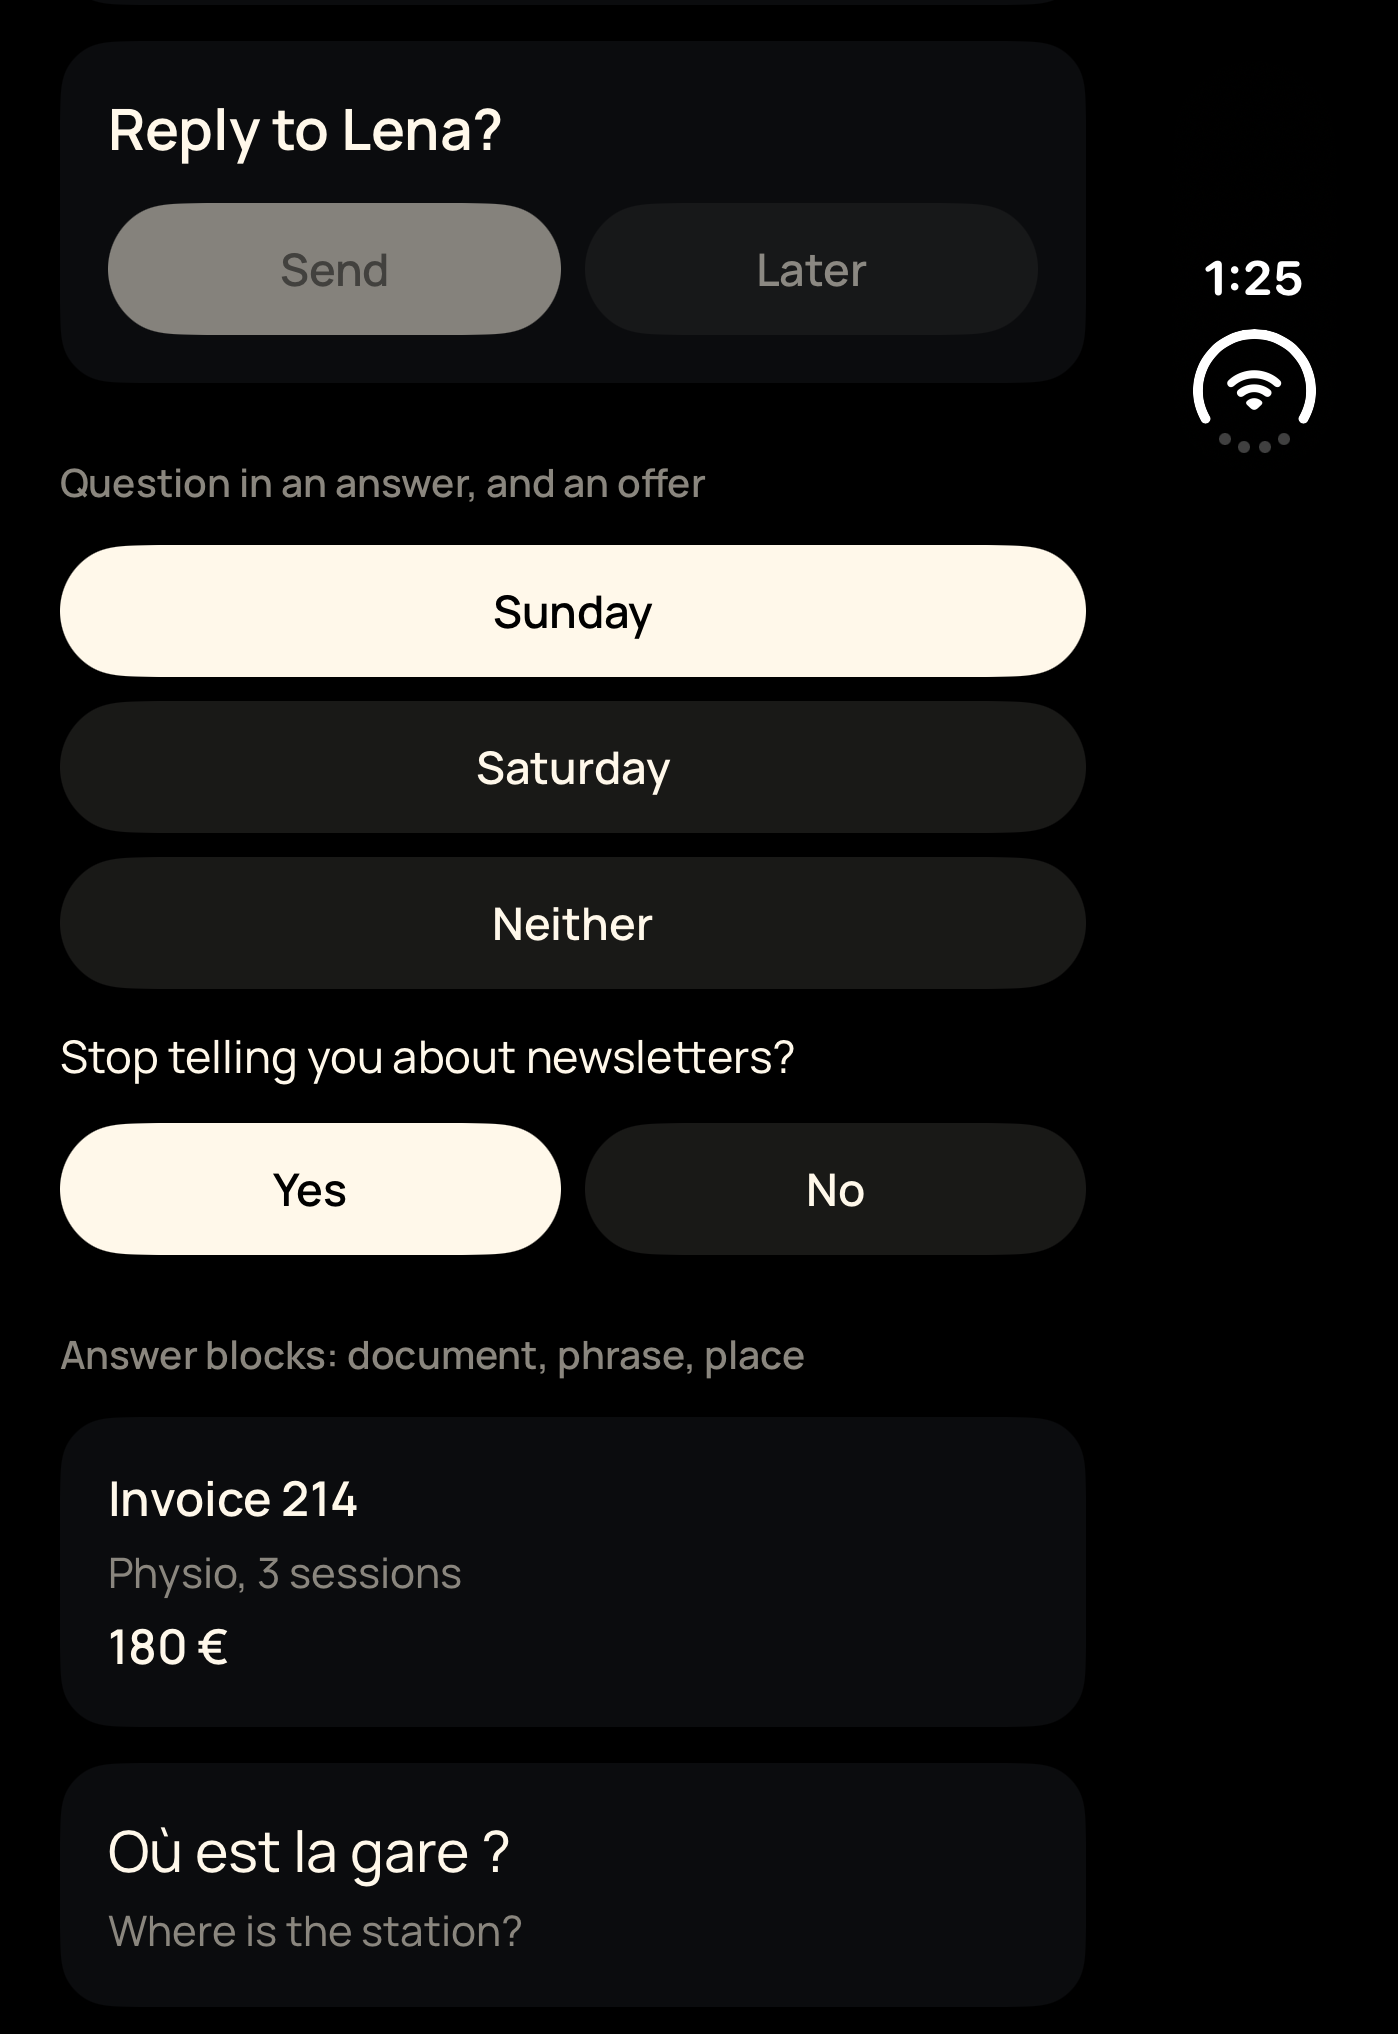 Reply to Lena?
Send
Later
1:25
Question in an answer, and an offer
Sunday
Saturday
Neither
Stop telling you about newsletters?
Yes
No
Answer blocks: document, phrase, place
Invoice 214
Physio, 3 sessions
180 €
Où est la gare ?
Where is the station?